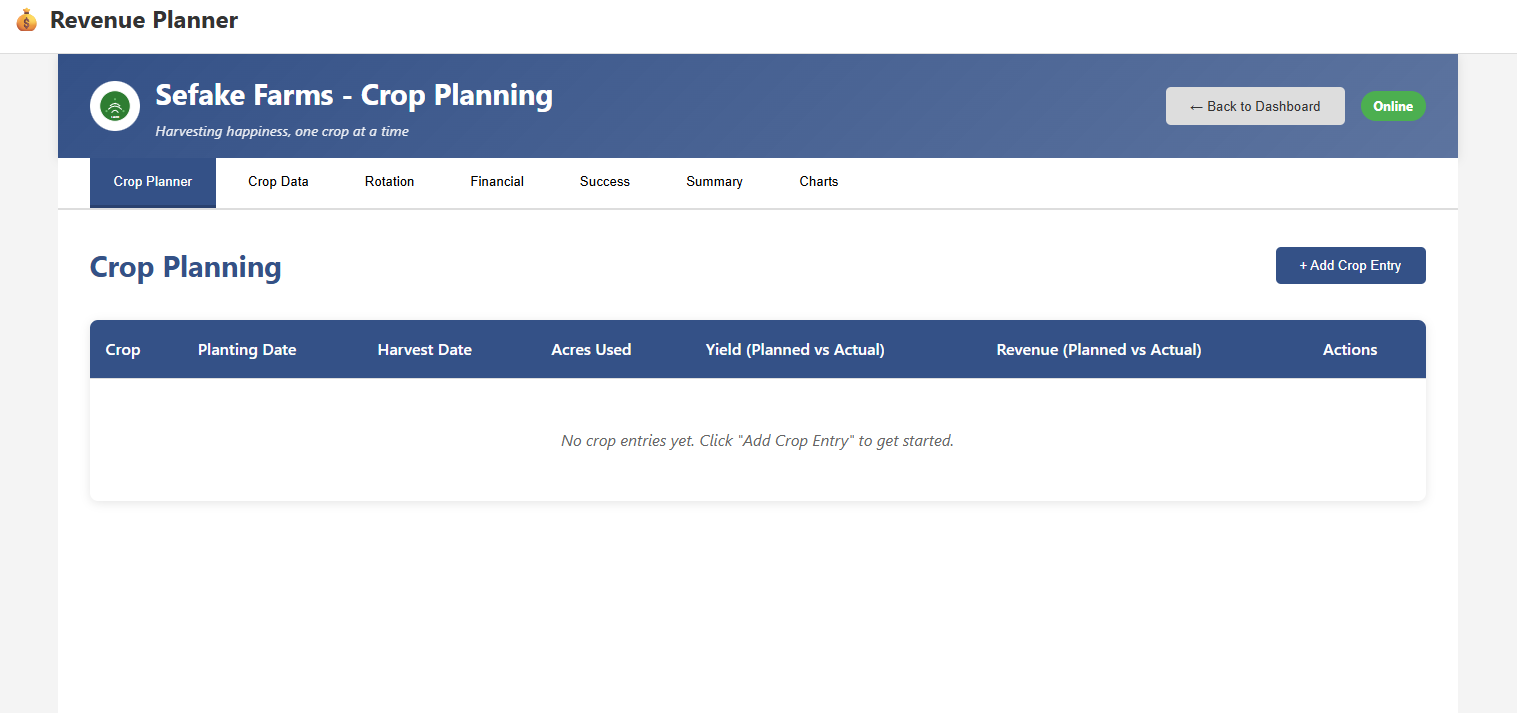 Revenue Planner
Sefake Farms - Crop Planning
Harvesting happiness, one crop at a time
← Back to Dashboard
Online
Crop Planner Crop Data Rotation Financial Success Summary Charts
Crop Planning
+ Add Crop Entry
Crop Planting Date Harvest Date Acres Used Yield (Planned vs Actual) Revenue (Planned vs Actual) Actions
No crop entries yet. Click "Add Crop Entry" to get started.